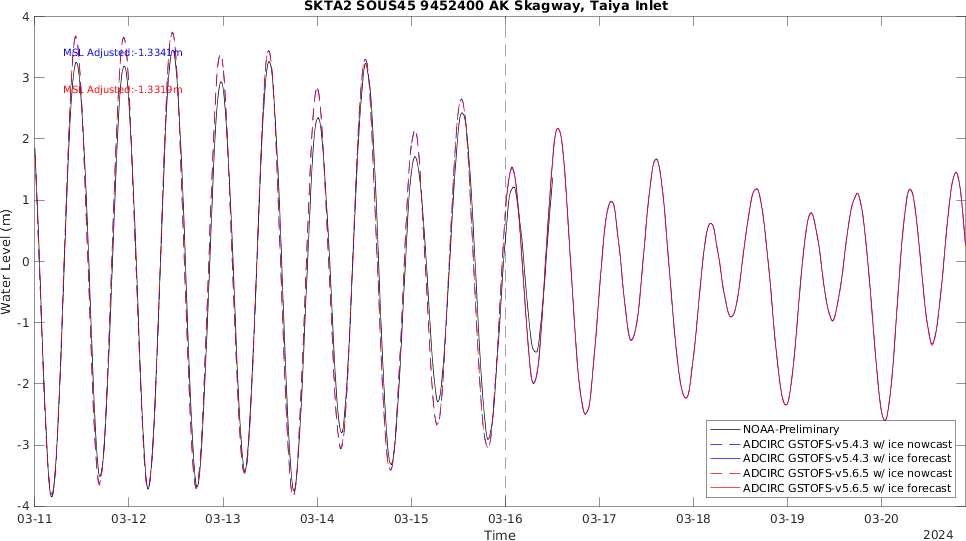 SKTA2 SOUS45 9452400 AK Skagway, Taiya Inlet
4
3
2
1
0
-1
-2
-3
-4
Water Level (m)
MSL Adjusted:-1.3341m
MSL Adjusted:-1.3319m
NOAA-Preliminary
ADCIRC GSTOFS-v5.4.3 w/ ice nowcast
ADCIRC GSTOFS-v5.4.3 w/ ice forecast
ADCIRC GSTOFS-v5.6.5 w/ ice nowcast
ADCIRC GSTOFS-v5.6.5 w/ ice forecast
03-11 03-12 03-13 03-14 03-15 03-16 03-17 03-18 03-19 03-20
Time
2024